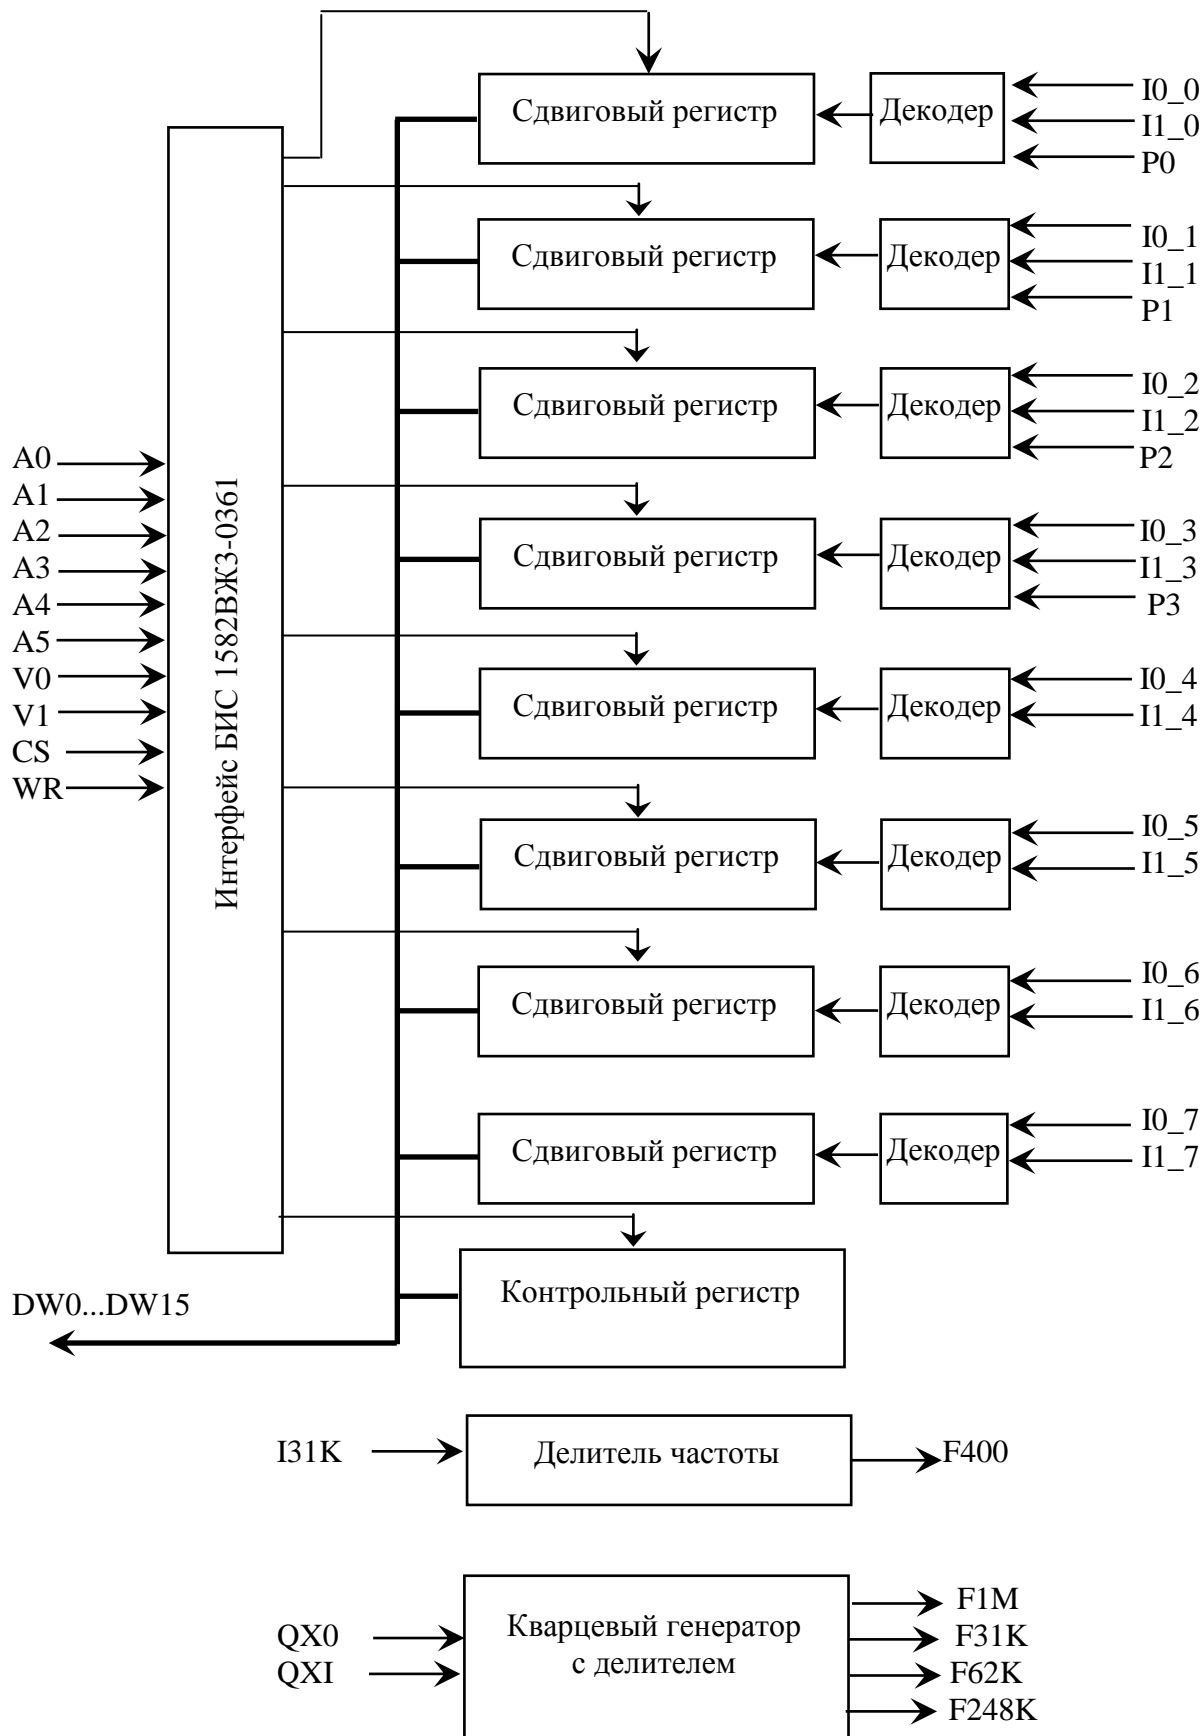 Сдвиговый регистр
Декодер
I0_0
I1_0
P0
Сдвиговый регистр
Декодер
I0_1
I1_1
P1
Сдвиговый регистр
Декодер
I0_2
I1_2
P2
A0
A1
A2
A3
A4
A5
V0
V1
CS
WR
Интерфейс БИС 1582ВЖ3-0361
Сдвиговый регистр
Декодер
I0_3
I1_3
P3
Сдвиговый регистр
Декодер
I0_4
I1_4
Сдвиговый регистр
Декодер
I0_5
I1_5
Сдвиговый регистр
Декодер
I0_6
I1_6
Сдвиговый регистр
Декодер
I0_7
I1_7
Контрольный регистр
DW0...DW15
I31K
Делитель частоты
F400
QX0
QXI
Кварцевый генератор
с делителем
F1M
F31K
F62K
F248K